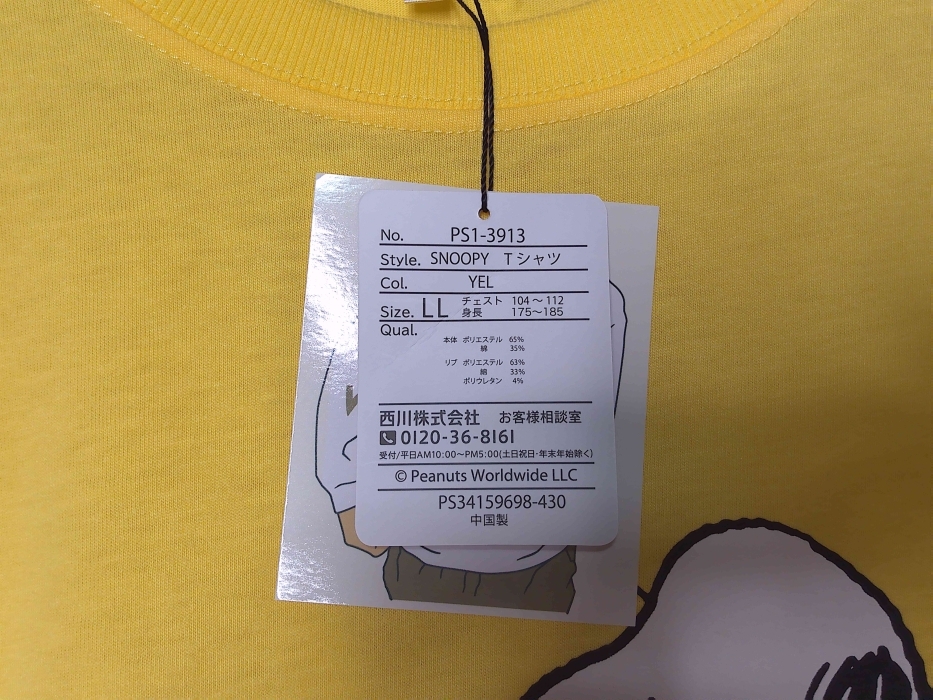 No. PS1-3913
Style. SNOOPY Tシャツ
Col. YEL
Size. LL チェスト 104～112
身長 175～185
Qual.
本体 ポリエステル 65%
綿 35%
リブ ポリエステル 63%
綿 33%
ポリウレタン 4%
西川株式会社 お客様相談室
0120-36-8161
受付/平日AM10:00～PM5:00(土日祝日・年末年始除く)
© Peanuts Worldwide LLC
PS34159698-430
中国製